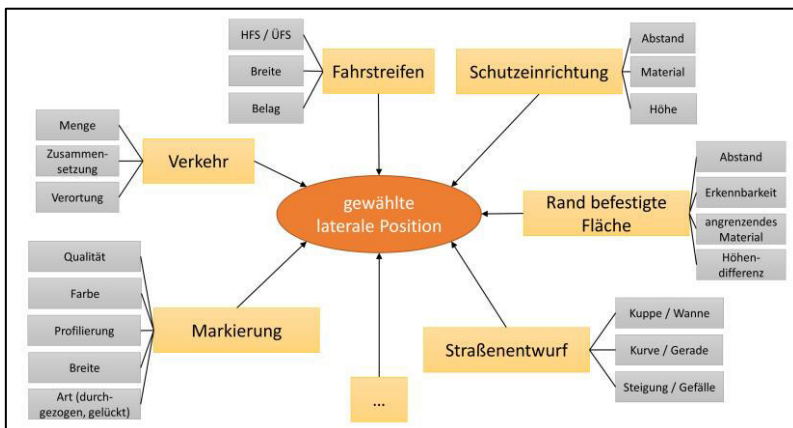 HFS / ÜFS
Breite
Belag
Fahrstreifen
Schutzeinrichtung
Abstand
Material
Höhe
Menge
Zusammen-
setzung
Verortung
Verkehr
gewählte
laterale Position
Rand befestigte
Fläche
Abstand
Erkennbarkeit
angrenzendes
Material
Höhen-
differenz
Qualität
Farbe
Profilierung
Breite
Art (durch-
gezogen, gelückt)
Markierung
...
Straßenentwurf
Kuppe / Wanne
Kurve / Gerade
Steigung / Gefälle